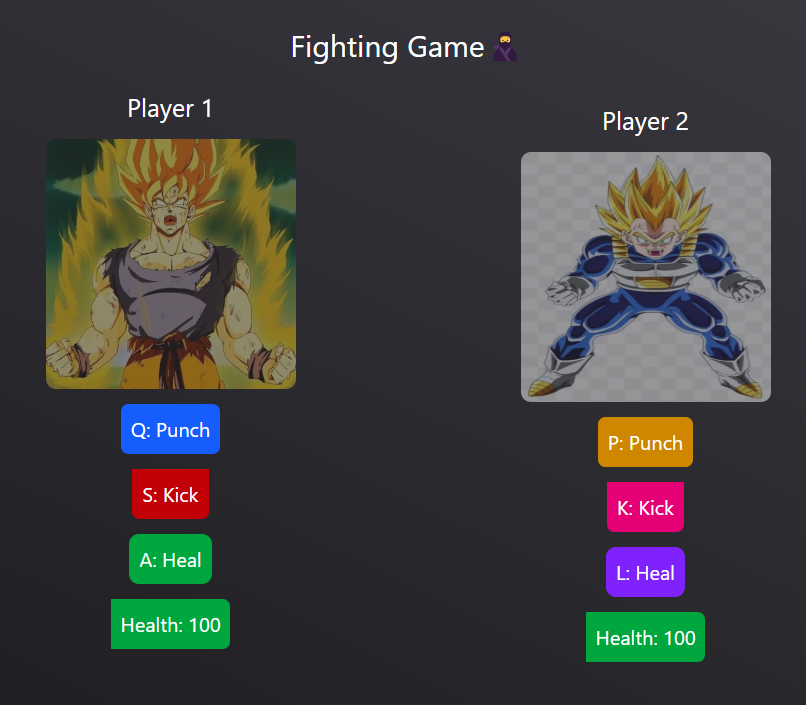 Fighting Game🥷
Player 1
Q: Punch
S: Kick
A: Heal
Health: 100
Player 2
P: Punch
K: Kick
L: Heal
Health: 100